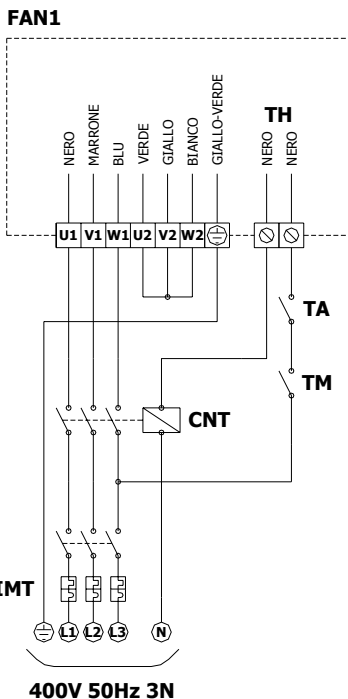 FAN1
NERO
MARRONE
BLU
VERDE
GIALLO
BIANCO
GIALLO-VERDE
TH
NERO
NERO
U1 V1 W1 U2 V2 W2
TA
TM
CNT
IMT
L1 L2 L3 N
400V 50Hz 3N